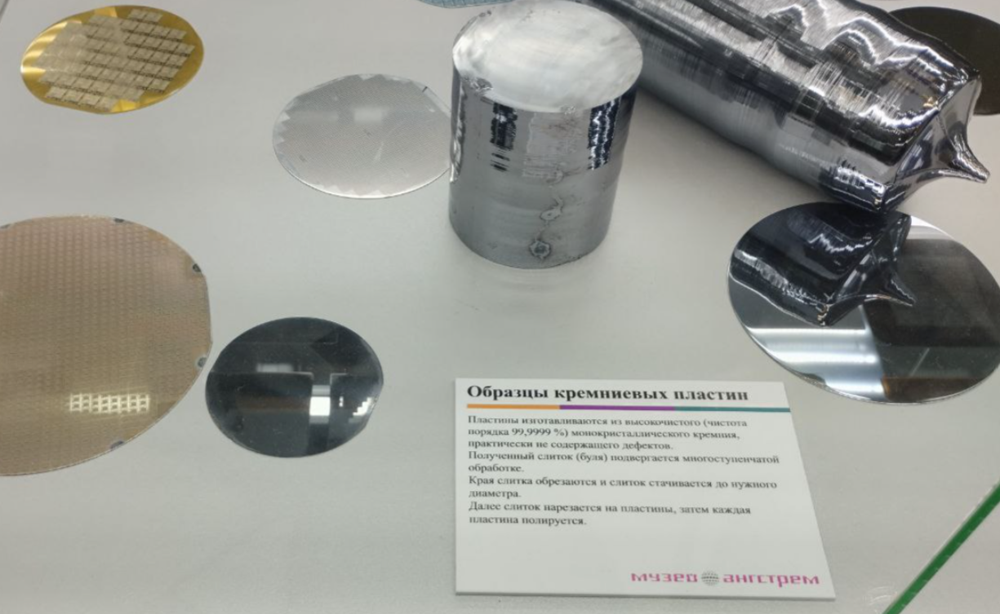 Образцы кремниевых пластин
Пластины изготавливаются из высокочистого (чистота
порядка 99,9999 %) монокристаллического кремния,
практически не содержащего дефектов.
Полученный слиток (буля) подвергается многоступенчатой
обработке.
Края слитка обрезаются и слиток стачивается до нужного
диаметра.
Далее слиток нарезается на пластины, затем каждая
пластина полируется.
музей ангстрем